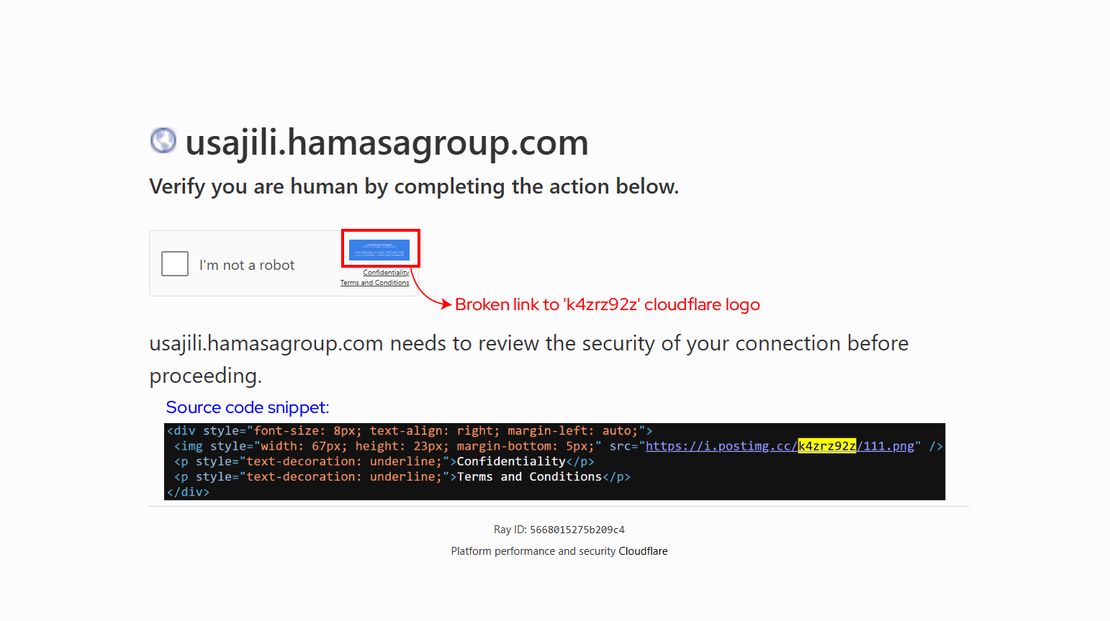 usajili.hamasagroup.com
Verify you are human by completing the action below.
I'm not a robot
Confidentiality
Terms and Conditions
Broken link to 'k4zrz92z' cloudflare logo
usajili.hamasagroup.com needs to review the security of your connection before
proceeding.
Source code snippet:
<div style="font-size: 8px; text-align: right; margin-left: auto;">
<img style="width: 67px; height: 23px; margin-bottom: 5px;" src="https://i.postimg.cc/k4zrz92z/111.png" />
<p style="text-decoration: underline;">Confidentiality</p>
<p style="text-decoration: underline;">Terms and Conditions</p>
</div>
Ray ID: 5668015275b209c4
Platform performance and security Cloudflare